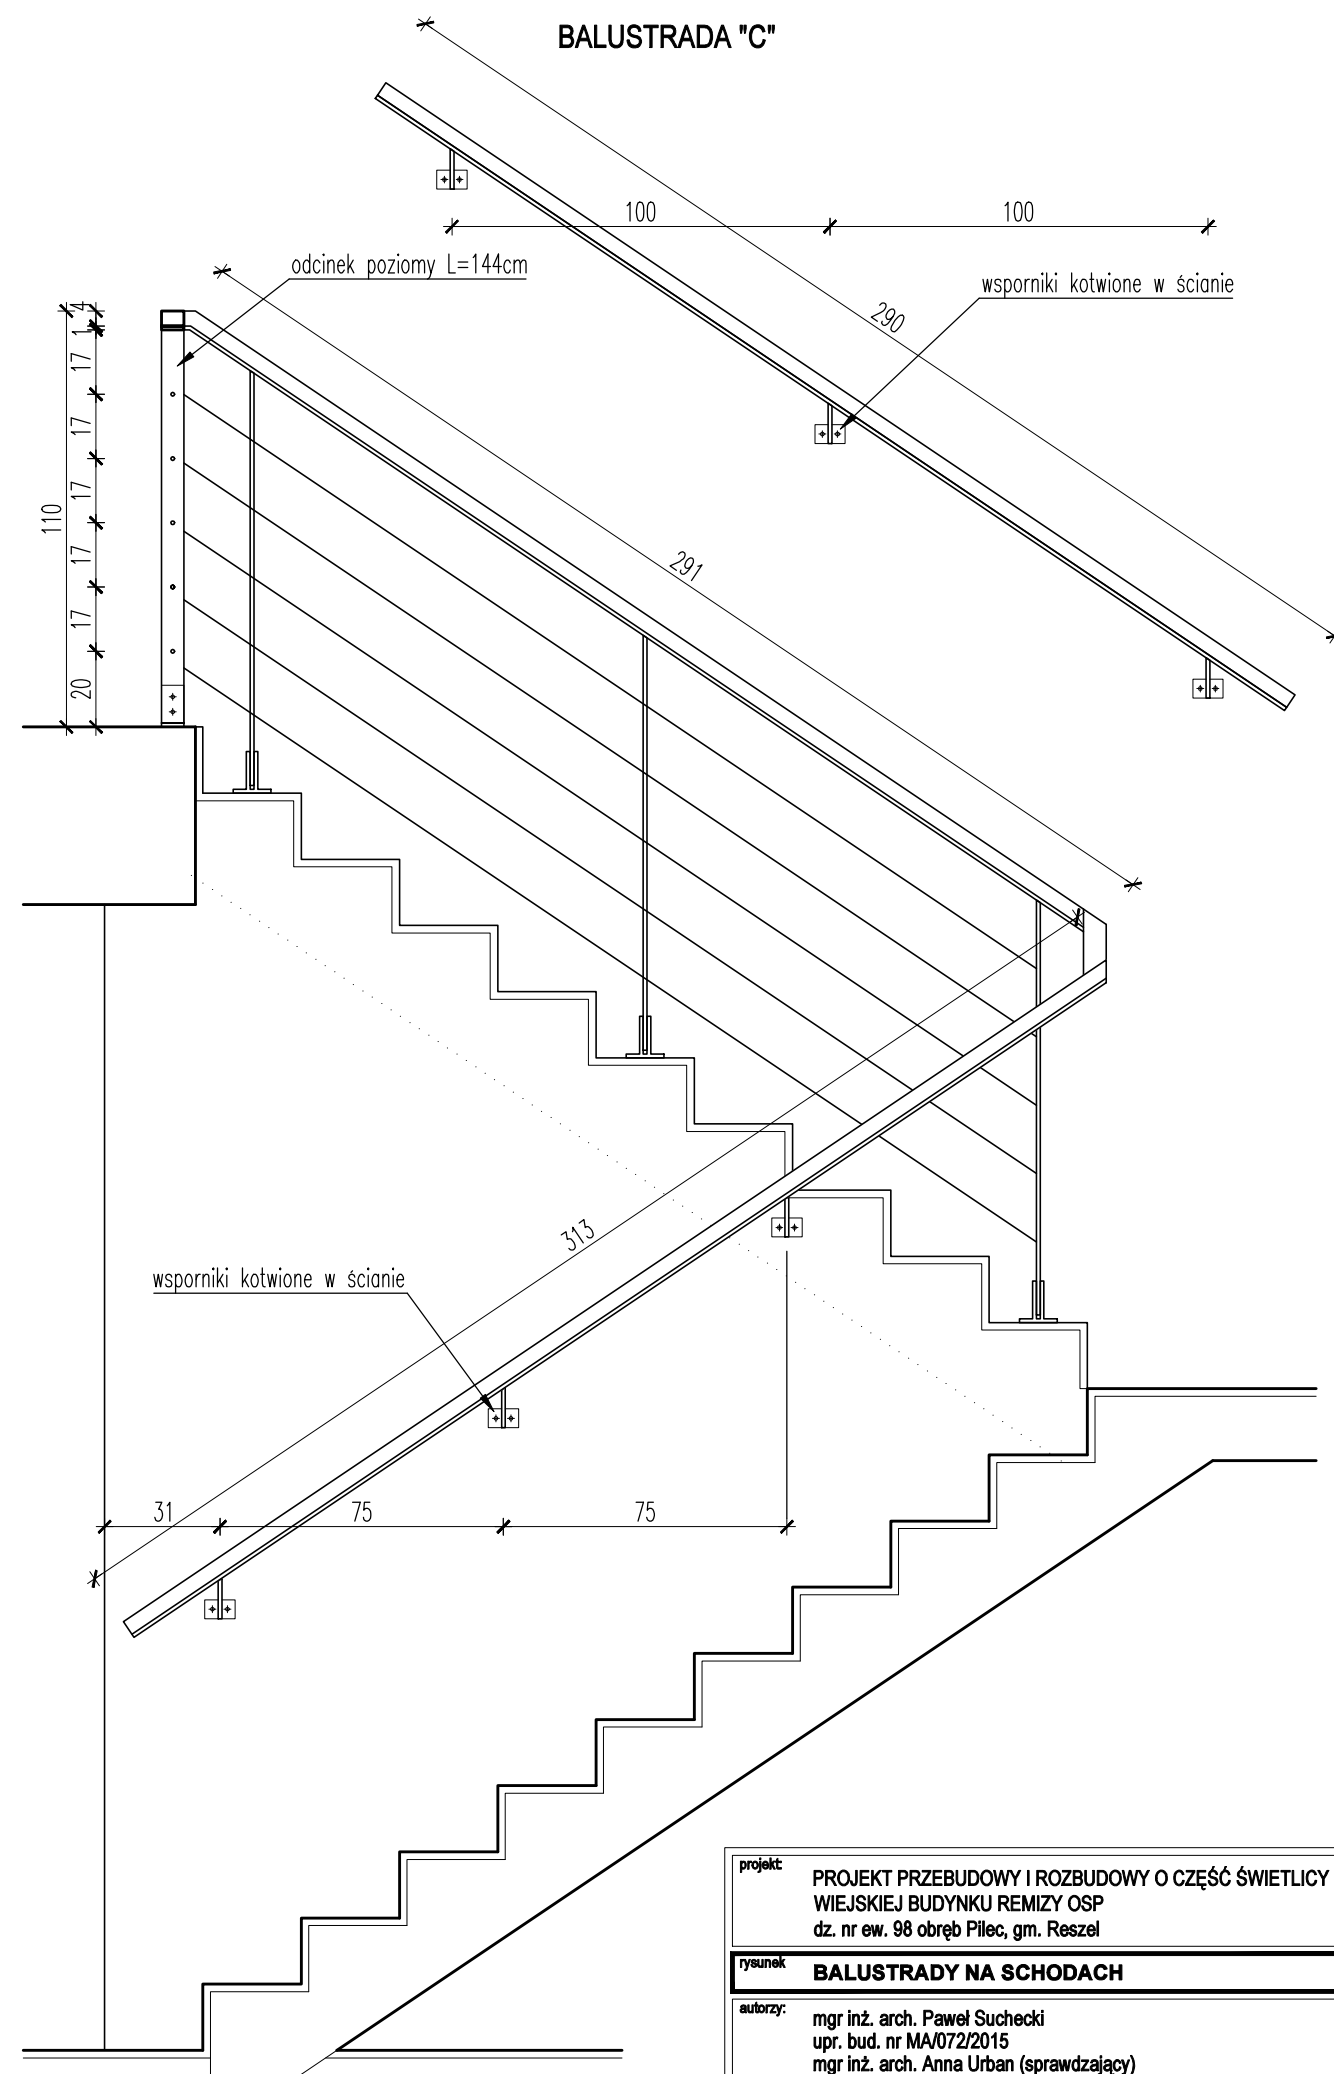 BALUSTRADA "C"
100
100
odcinek poziomy L=144cm
wsporniki kotwione w ścianie
290
4
1
17
17
17
17
17
20
110
291
313
wsporniki kotwione w ścianie
31
75
75
projekt:
PROJEKT PRZEBUDOWY I ROZBUDOWY O CZĘŚĆ ŚWIETLICY
WIEJSKIEJ BUDYNKU REMIZY OSP
dz. nr ew. 98 obręb Pilec, gm. Reszel
rysunek
BALUSTRADY NA SCHODACH
autorzy:
mgr inż. arch. Paweł Suchecki
upr. bud. nr MA/072/2015
mgr inż. arch. Anna Urban (sprawdzający)